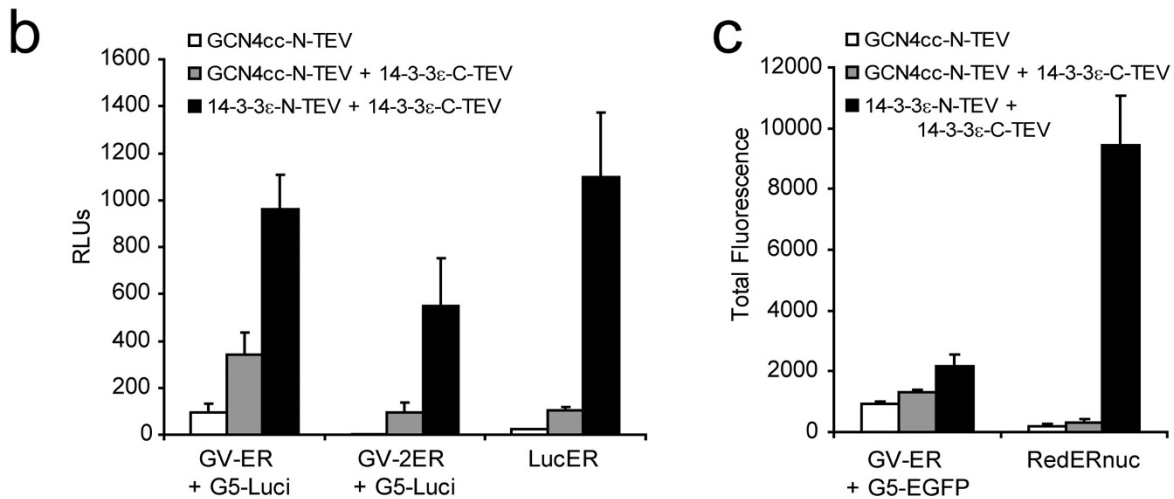 b
GCN4cc-N-TEV
GCN4cc-N-TEV + 14-3-3ε-C-TEV
14-3-3ε-N-TEV + 14-3-3ε-C-TEV
RLUs
1600
1400
1200
1000
800
600
400
200
0
GV-ER
+ G5-Luci
GV-2ER
+ G5-Luci
LucER
c
GCN4cc-N-TEV
GCN4cc-N-TEV + 14-3-3ε-C-TEV
14-3-3ε-N-TEV +
14-3-3ε-C-TEV
Total Fluorescence
12000
10000
8000
6000
4000
2000
0
GV-ER
+ G5-EGFP
RedERnuc